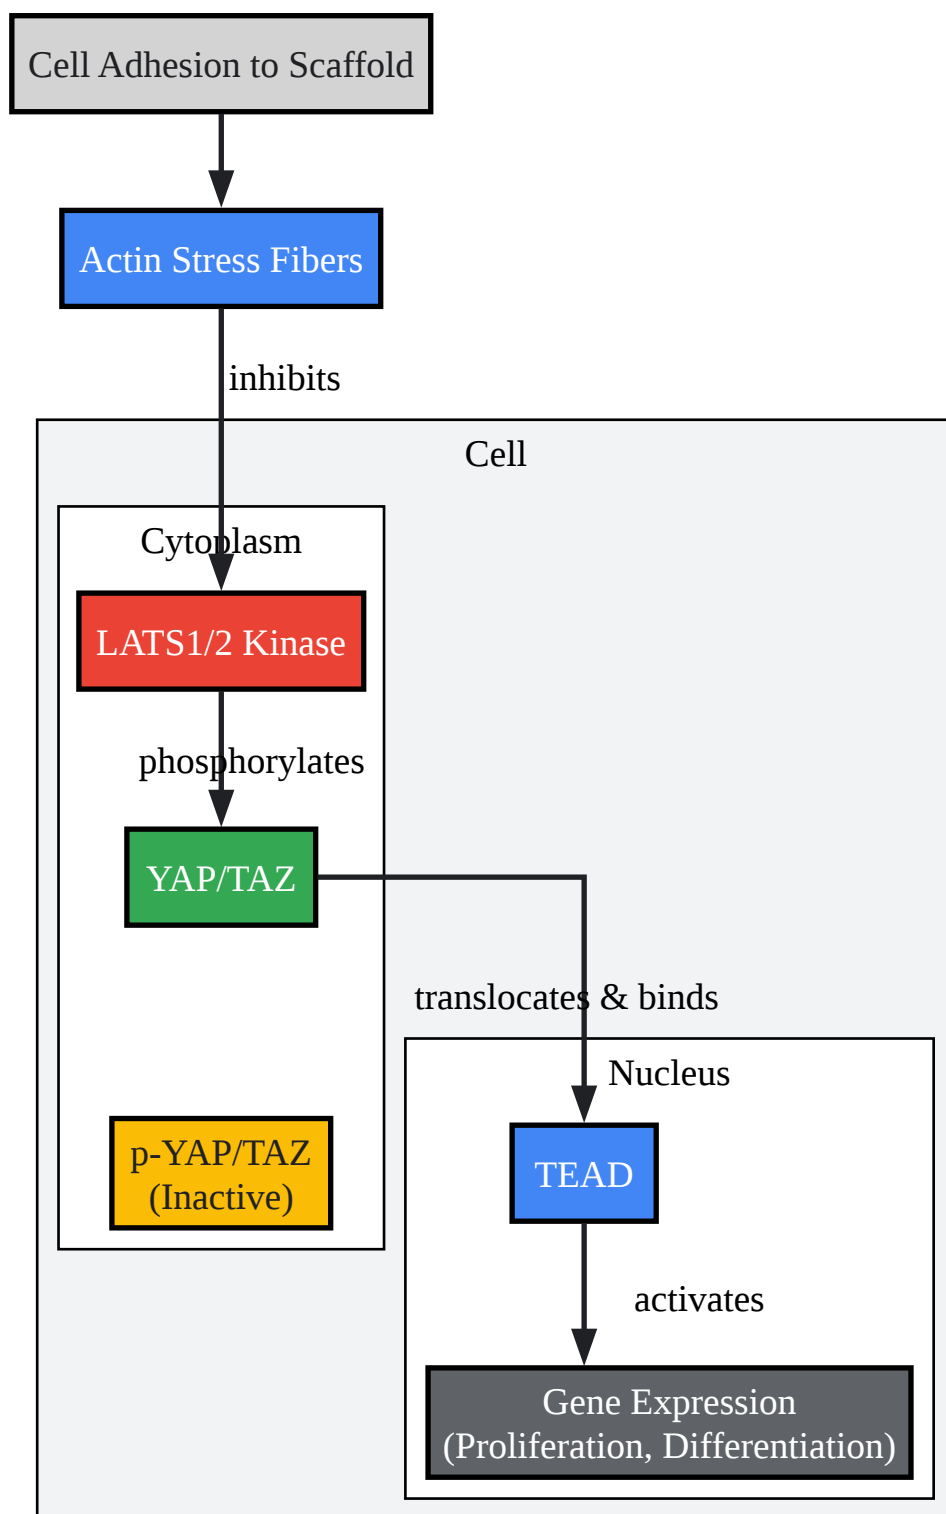 Cell Adhesion to Scaffold
Actin Stress Fibers
inhibits
Cell
Cytoplasm
LATS1/2 Kinase
phosphorylates
YAP/TAZ
translocates & binds
Nucleus
p-YAP/TAZ
(Inactive)
TEAD
activates
Gene Expression
(Proliferation, Differentiation)